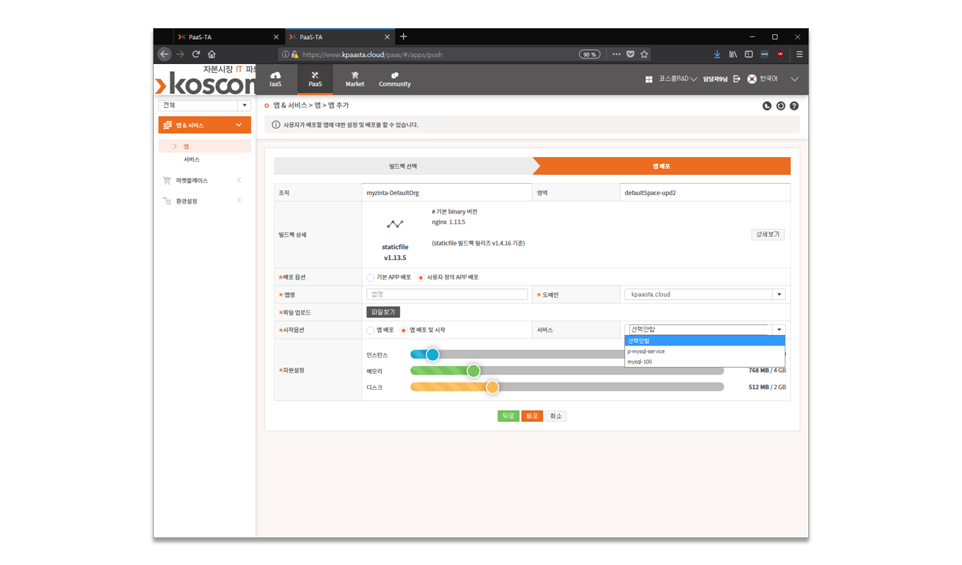 PaaS-TA
PaaS-TA
https://www.kpaasta.cloud/paas/#/apps/push
90 %
자본시장 IT 파트
koscom
IaaS
PaaS
Market
Community
코스콤R&D
담당자9님
한국어
전체
앱 & 서비스
앱
서비스
마켓플레이스
환경설정
앱 & 서비스 > 앱 > 앱 추가
사용자가 배포할 앱에 대한 설정 및 배포를 할 수 있습니다.
빌드팩 선택
앱 배포
조직
myzinta-DefaultOrg
영역
defaultSpace-upd2
빌드팩 상세
staticfile
v1.13.5
# 기본 binary 버전
nginx 1.13.5
(staticfile 빌드팩 릴리즈 v1.4.16 기준)
상세보기
*배포 옵션
기본 APP 배포
사용자 정의 APP 배포
*앱명
앱명
*도메인
kpaasta.cloud
*파일 업로드
파일찾기
*시작옵션
앱 배포
앱 배포 및 시작
서비스
선택안함
선택안함
p-mysql-service
mysql-100
*자원설정
인스턴스
메모리
768 MB / 4 GB
디스크
512 MB / 2 GB
뒤로
배포
취소